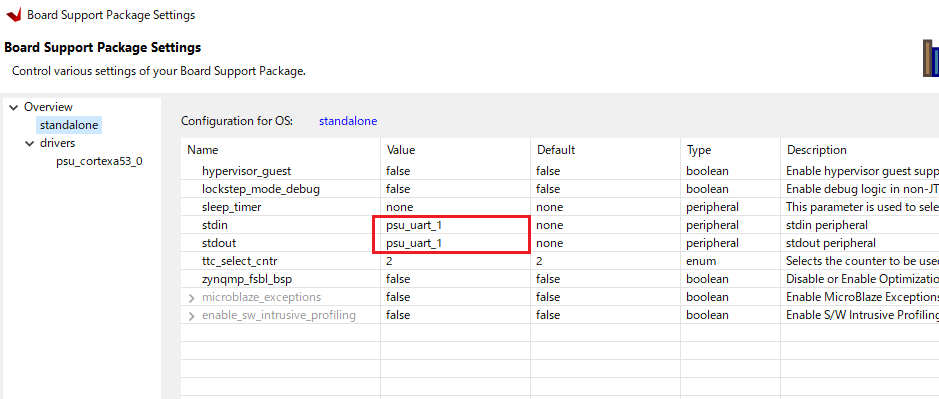 Board Support Package Settings
Board Support Package Settings
Control various settings of your Board Support Package.
Overview
standalone
drivers
psu_cortexa53_0
Configuration for OS: standalone
Name Value Default Type Description
hypervisor_guest false false boolean Enable hypervisor guest supp
lockstep_mode_debug false false boolean Enable debug logic in non-JT
sleep_timer none none peripheral This parameter is used to sele
stdin psu_uart_1 none peripheral stdin peripheral
stdout psu_uart_1 none peripheral stdout peripheral
ttc_select_cntr 2 2 enum Selects the counter to be used
zynqmp_fsbl_bsp false false boolean Disable or Enable Optimizatio
microblaze_exceptions false false boolean Enable MicroBlaze Exceptions
enable_sw_intrusive_profiling false false boolean Enable S/W Intrusive Profiling